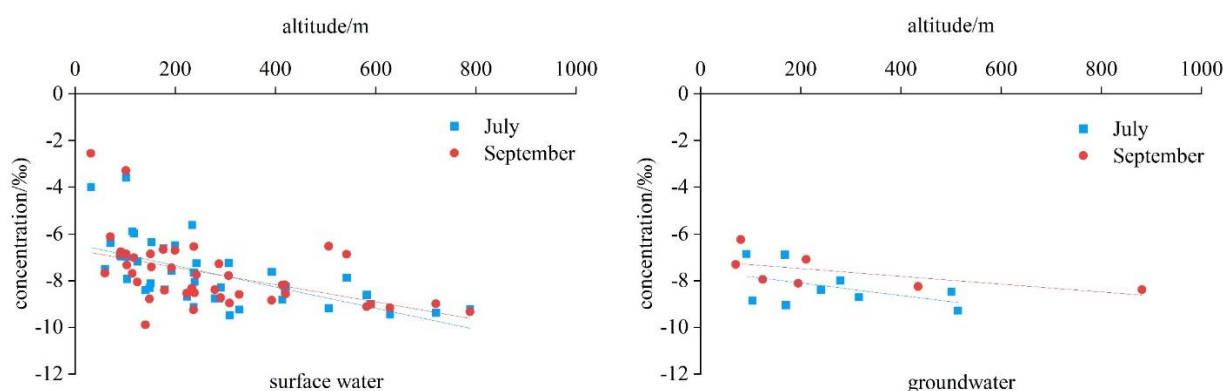 altitude/m
0 200 400 600 800 1000
0
-2
-4
-6
-8
-10
-12
concentration/‰)
July
September
surface water
altitude/m
0 200 400 600 800 1000
0
-2
-4
-6
-8
-10
-12
concentration/‰)
July
September
groundwater